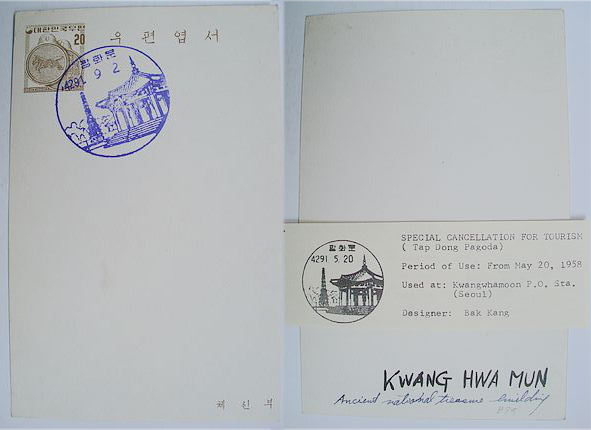 대한민국우표
20
우편엽서
광화문
4291 9 2
체신부
광화문
4291 5. 20
SPECIAL CANCELLATION FOR TOURISM
( Tap Dong Pagoda)
Period of Use: From May 20, 1958
Used at: Kwangwhamoon P.O. Sta.
(Seoul)
Designer: Bak Kang
KWANG HWA MUN
Ancient national treasure building